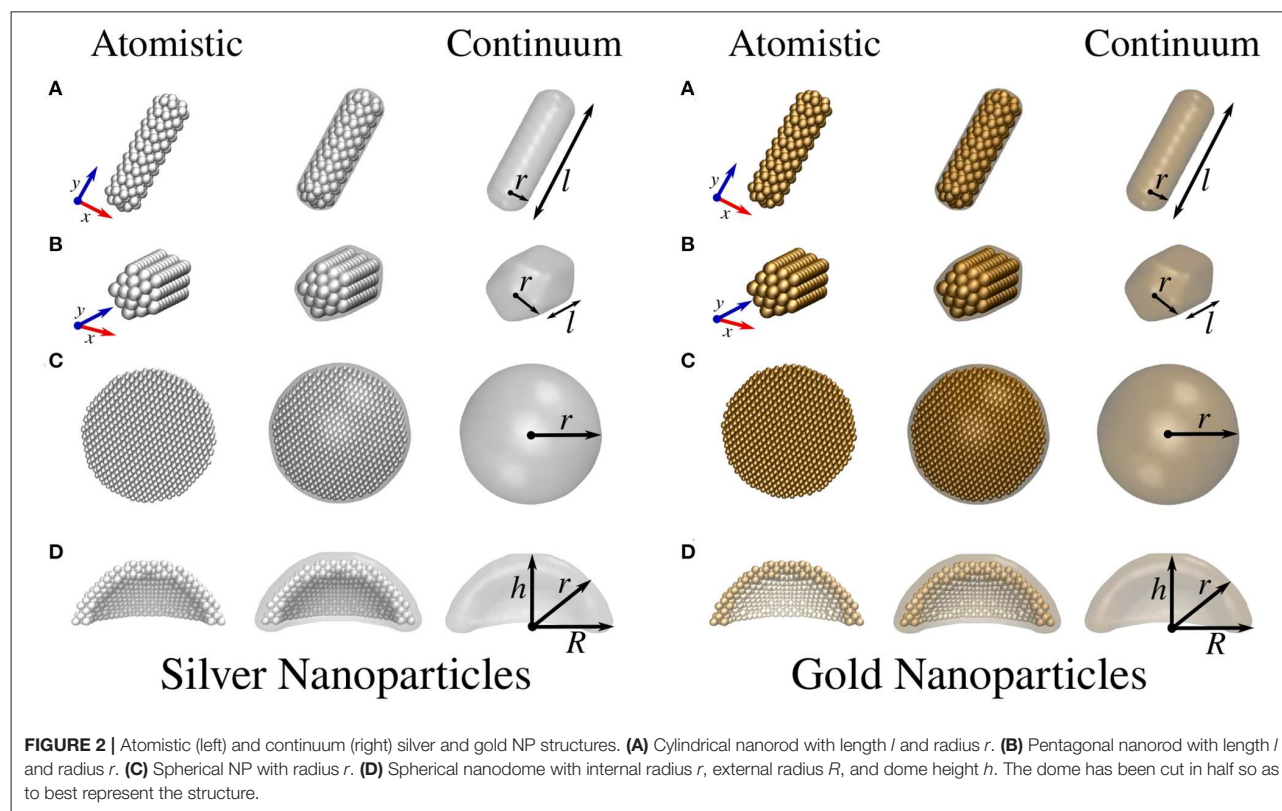 Atomistic Continuum Atomistic Continuum
A A
r l r l
y x y x
B B
r l r l
y x y x
C C
r r
D D
h r R h r R
Silver Nanoparticles Gold Nanoparticles
FIGURE 2 | Atomistic (left) and continuum (right) silver and gold NP structures. (A) Cylindrical nanorod with length l and radius r. (B) Pentagonal nanorod with length l
and radius r. (C) Spherical NP with radius r. (D) Spherical nanodome with internal radius r, external radius R, and dome height h. The dome has been cut in half so as
to best represent the structure.